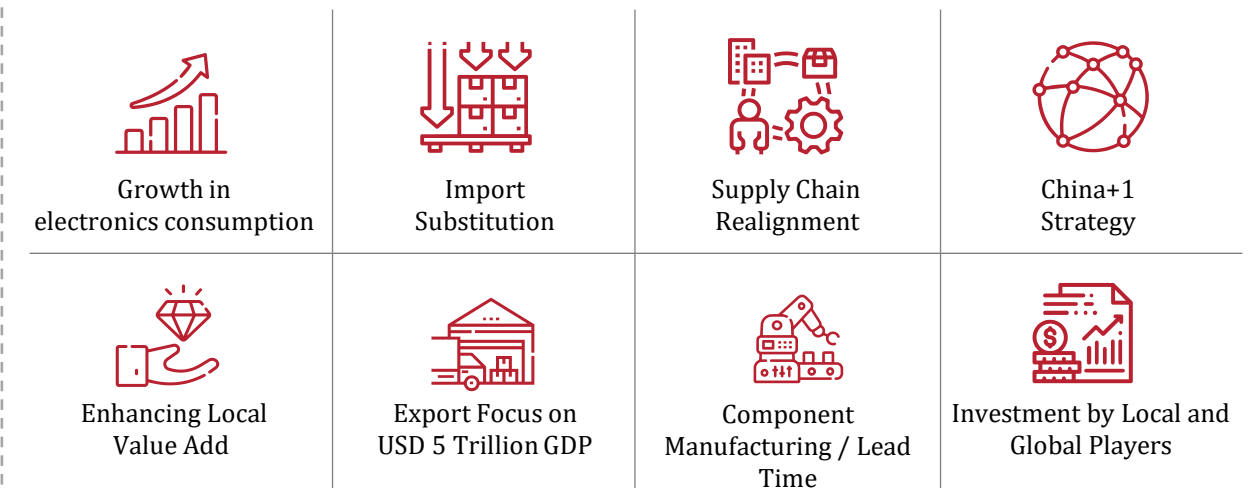 Growth in
electronics consumption
Import
Substitution
Supply Chain
Realignment
China+1
Strategy
Enhancing Local
Value Add
Export Focus on
USD 5 Trillion GDP
Component
Manufacturing / Lead
Time
Investment by Local and
Global Players